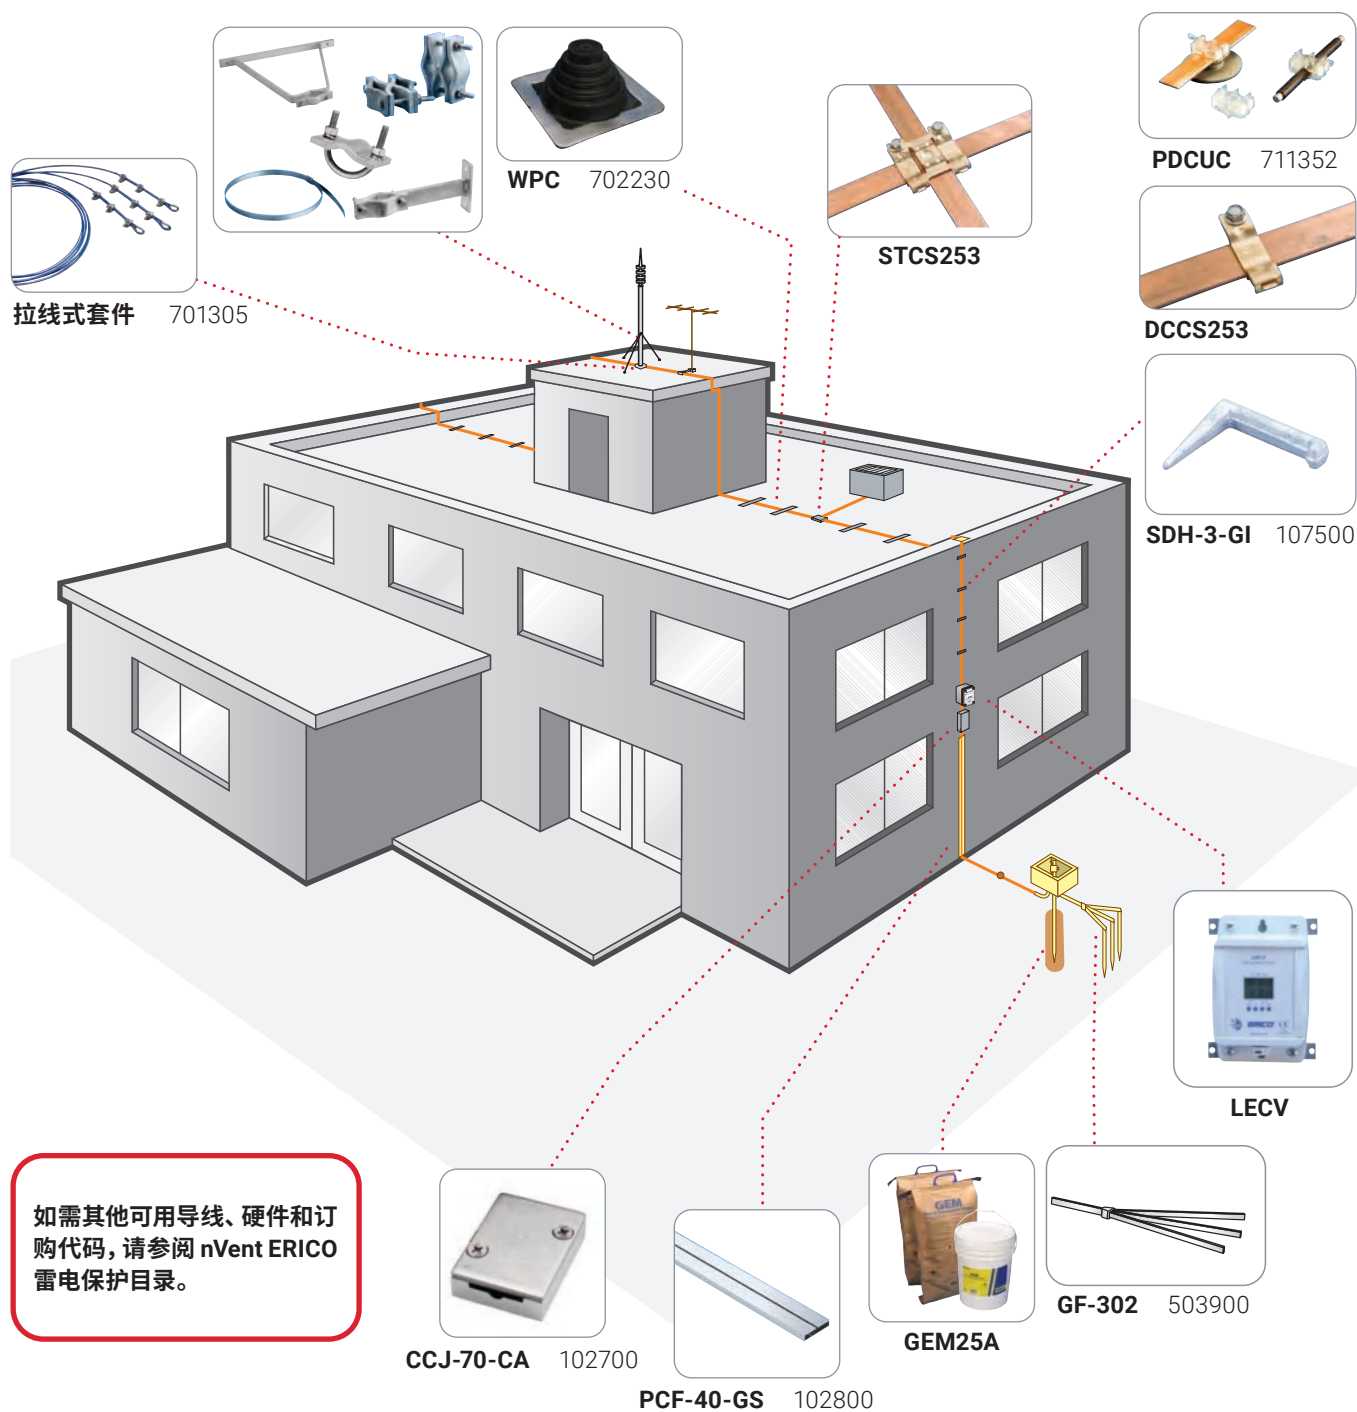 WPC 702230
PDCUC 711352
STCS253
拉线式套件 701305
DCCS253
SDH-3-GI 107500
LECV
ERICO
如需其他可用导线、硬件和订
购代码，请参阅 nVent ERICO
雷电保护目录。
GEM
GF-302 503900
GEM25A
CCJ-70-CA 102700
PCF-40-GS 102800